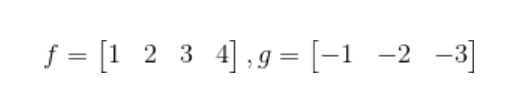 f = [1 2 3 4], g = [−1 −2 −3]